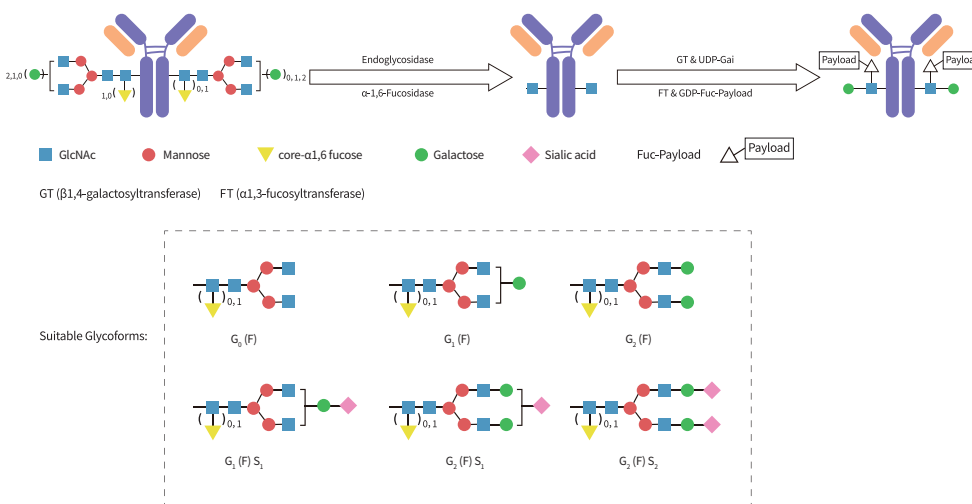 2,1,0 ( ( )0, 1 )0, 1, 2
1,0 (
Endoglycosidase
α-1,6-Fucosidase
GT & UDP-Gai
FT & GDP-Fuc-Payload
Payload
Payloa
GlcNAc
Mannose
core-α1,6 fucose
Galactose
Sialic acid
Fuc-Payload
Payload
GT (β1,4-galactosyltransferase) FT (α1,3-fucosyltransferase)
Suitable Glycoforms:
( )0, 1
G0 (F)
( )0, 1
G1 (F)
( )0, 1
G2 (F)
( )0, 1
G1 (F) S1
( )0, 1
G2 (F) S1
( )0, 1
G2 (F) S2